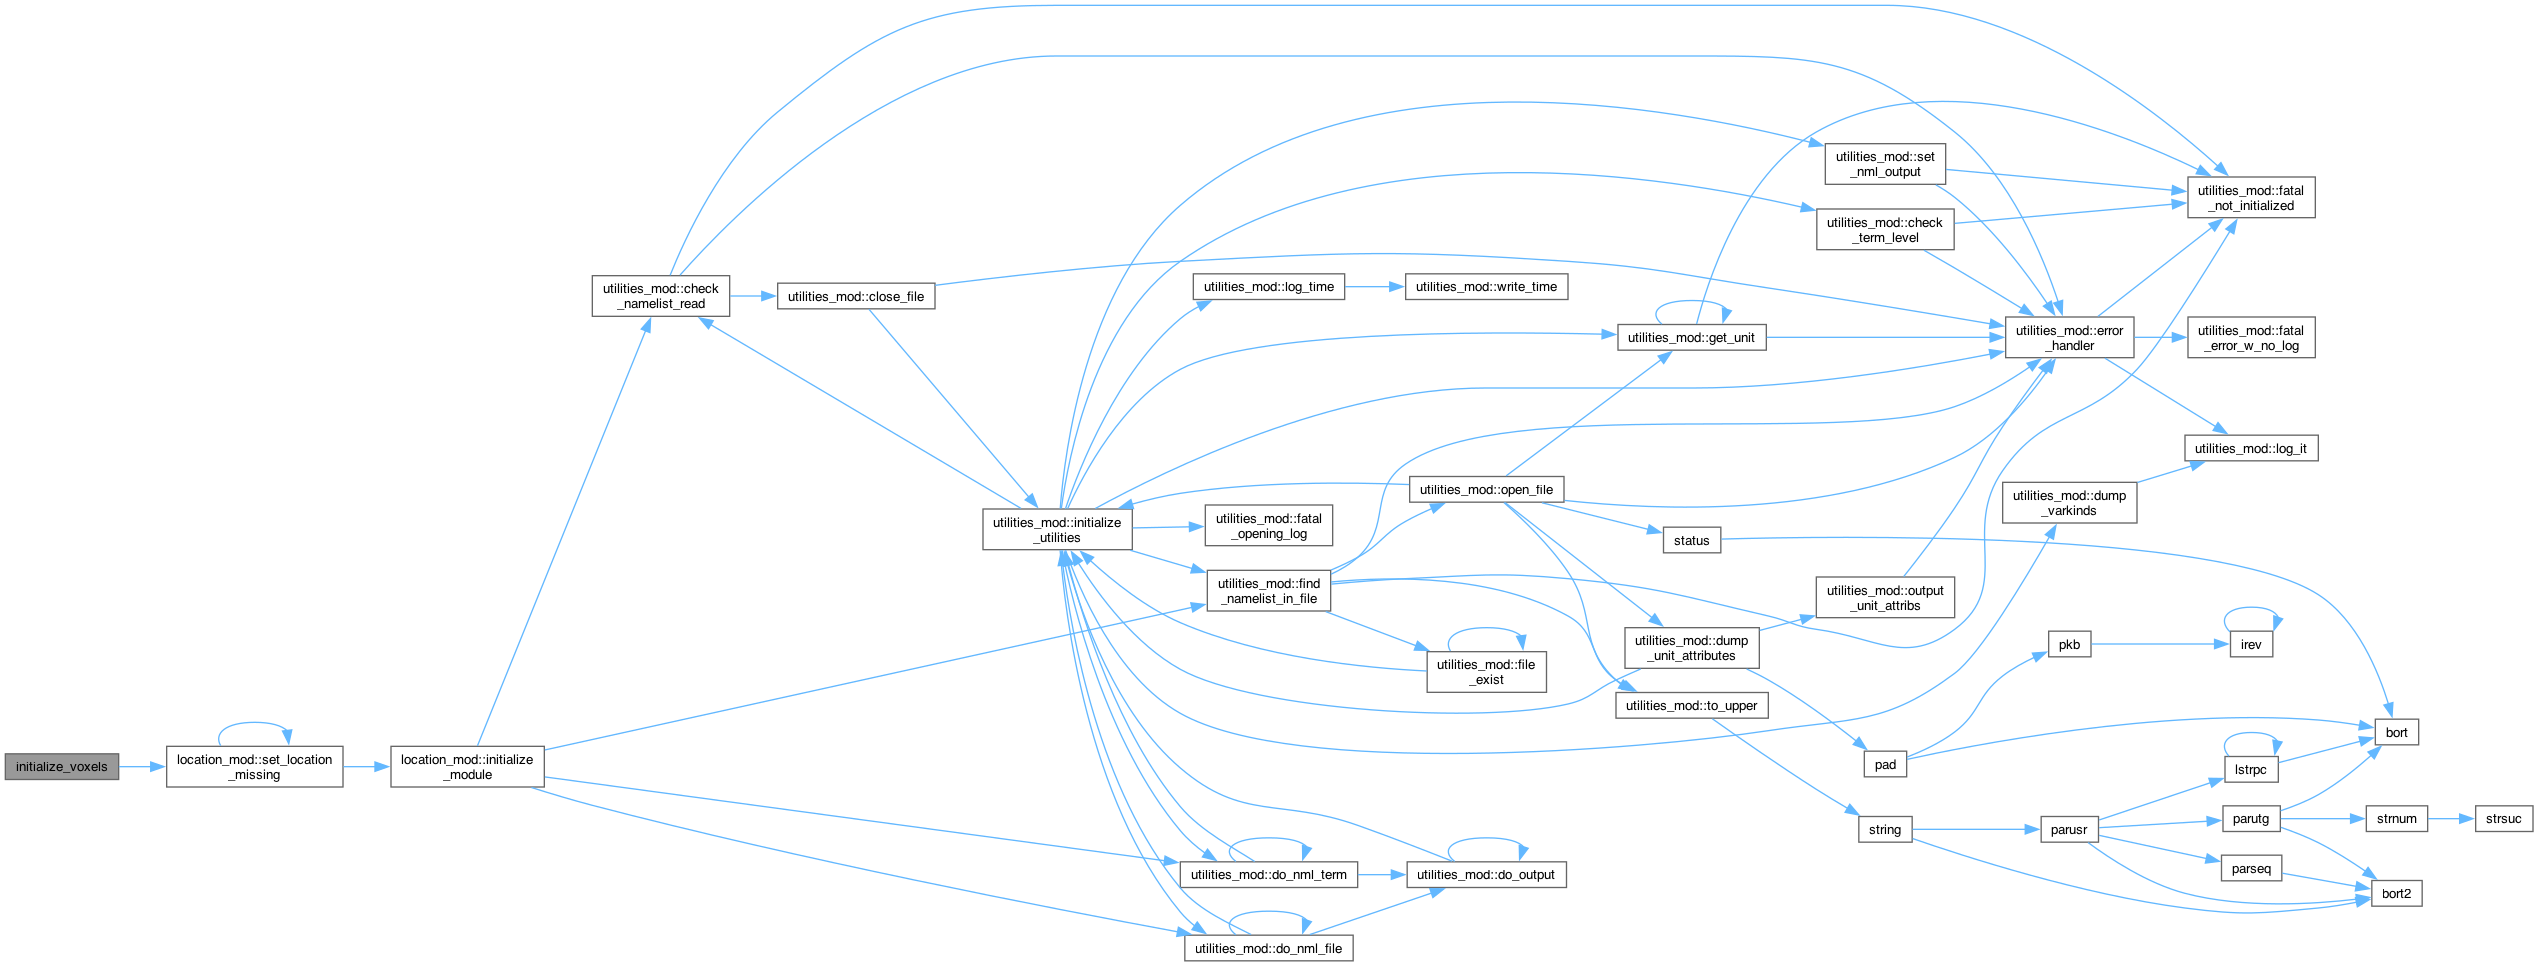 initialize_voxels
location_mod::set_location
_missing
location_mod::initialize
_module
utilities_mod::check
_namelist_read
utilities_mod::close_file
utilities_mod::initialize
_utilities
utilities_mod::log_time
utilities_mod::write_time
utilities_mod::fatal
_opening_log
utilities_mod::find
_namelist_in_file
utilities_mod::do_nml_term
utilities_mod::do_nml_file
utilities_mod::open_file
utilities_mod::file
_exist
utilities_mod::do_output
utilities_mod::get_unit
status
utilities_mod::dump
_unit_attributes
utilities_mod::to_upper
utilities_mod::set
_nml_output
utilities_mod::check
_term_level
utilities_mod::output
_unit_attribs
pad
string
utilities_mod::error
_handler
utilities_mod::dump
_varkinds
pkb
parusr
utilities_mod::fatal
_not_initialized
utilities_mod::fatal
_error_w_no_log
utilities_mod::log_it
irev
lstrpc
parutg
parseq
bort
strnum
bort2
strsuc